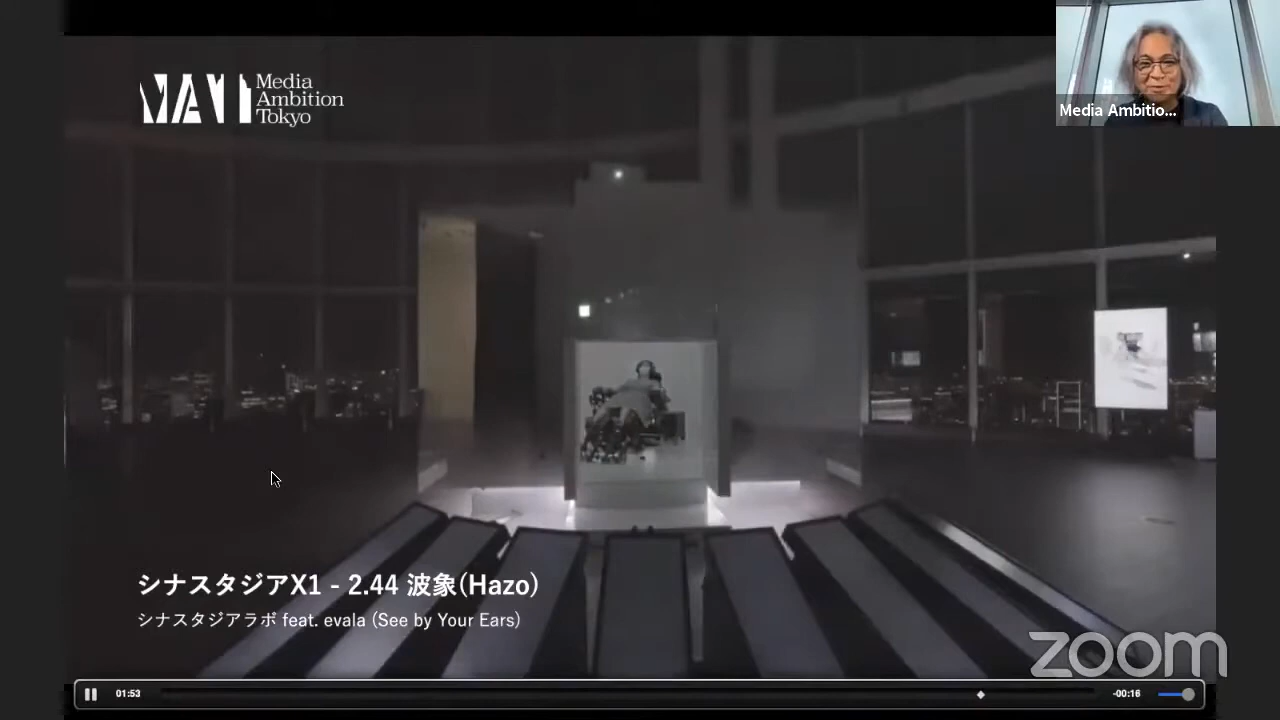 MAT
Media
Ambition
Tokyo
Media Ambitio...
シナスタジアX1 - 2.44 波象(Hazo)
シナスタジアラボ feat. evala (See by Your Ears)
zoom
01:53
-00:16